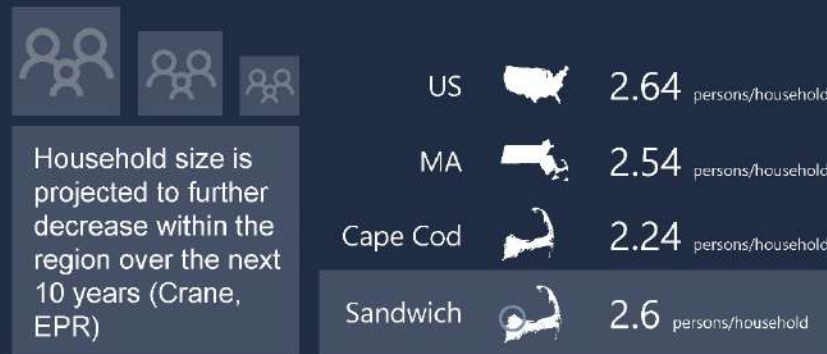 Household size is
projected to further
decrease within the
region over the next
10 years (Crane,
EPR)
US 2.64 persons/household
MA 2.54 persons/household
Cape Cod 2.24 persons/household
Sandwich 2.6 persons/household